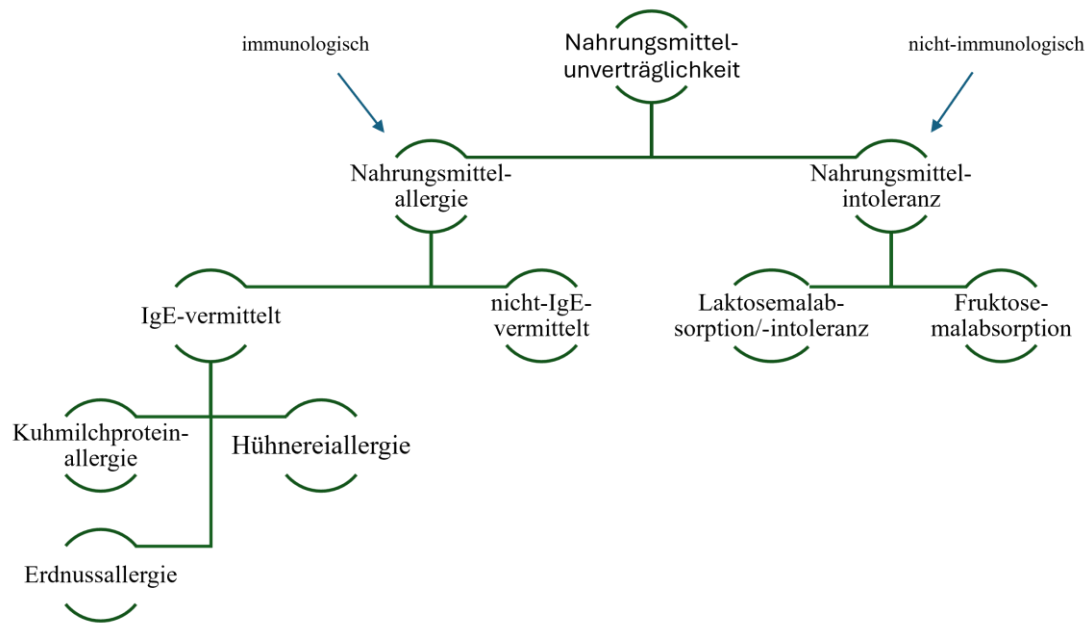 immunologisch
Nahrungsmittel-
unverträglichkeit
nicht-immunologisch
Nahrungsmittel-
allergie
Nahrungsmittel-
intoleranz
IgE-vermittelt
nicht-IgE-
vermittelt
Laktosemalab-
sorption/-intoleranz
Fruktose-
malabsorption
Kuhmilchprotein-
allergie
Hühnereiallergie
Erdnussallergie